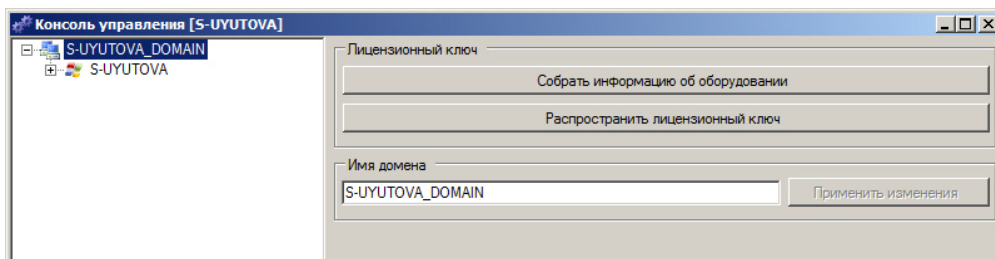 Консоль управления [S-UYUTOVA]
S-UYUTOVA_DOMAIN
S-UYUTOVA
Лицензионный ключ
Собрать информацию об оборудовании
Распространить лицензионный ключ
Имя домена
S-UYUTOVA_DOMAIN
Применить изменения